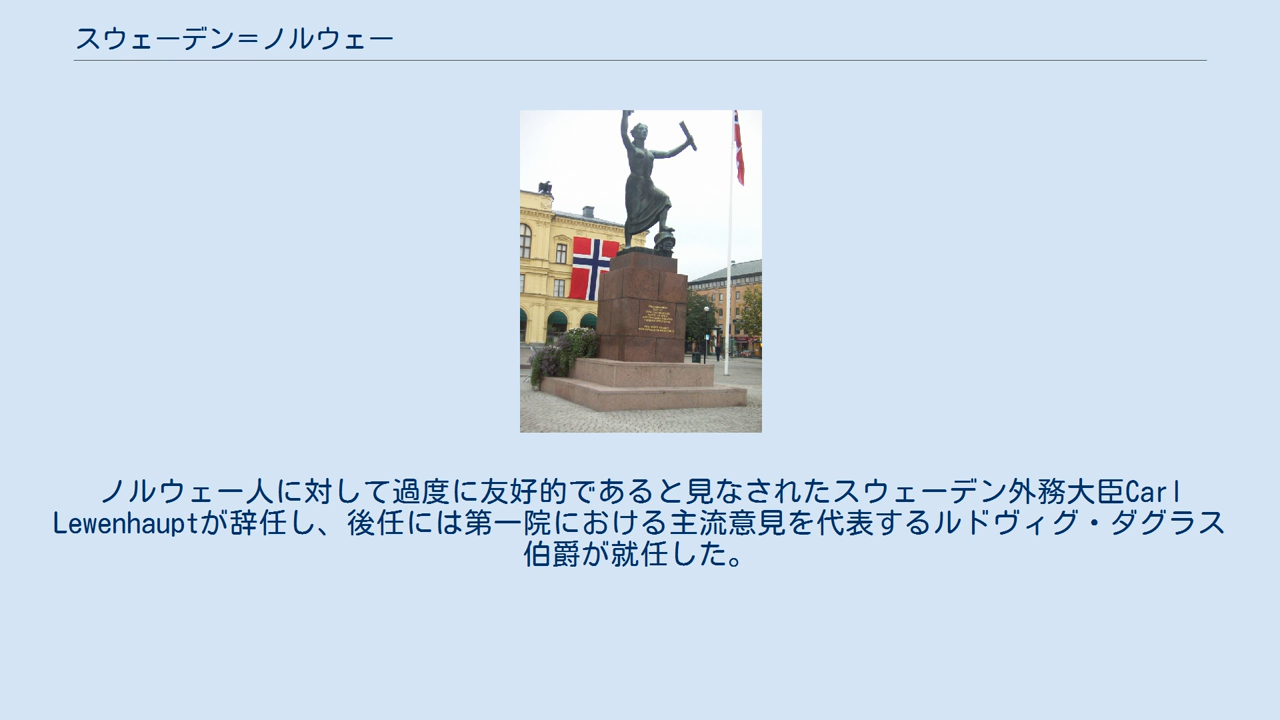 スウェーデン＝ノルウェー
ノルウェー人に対して過度に友好的であると見なされたスウェーデン外務大臣Carl
Lewenhauptが辞任し、後任には第一院における主流意見を代表するルドヴィグ・ダグラス
伯爵が就任した。